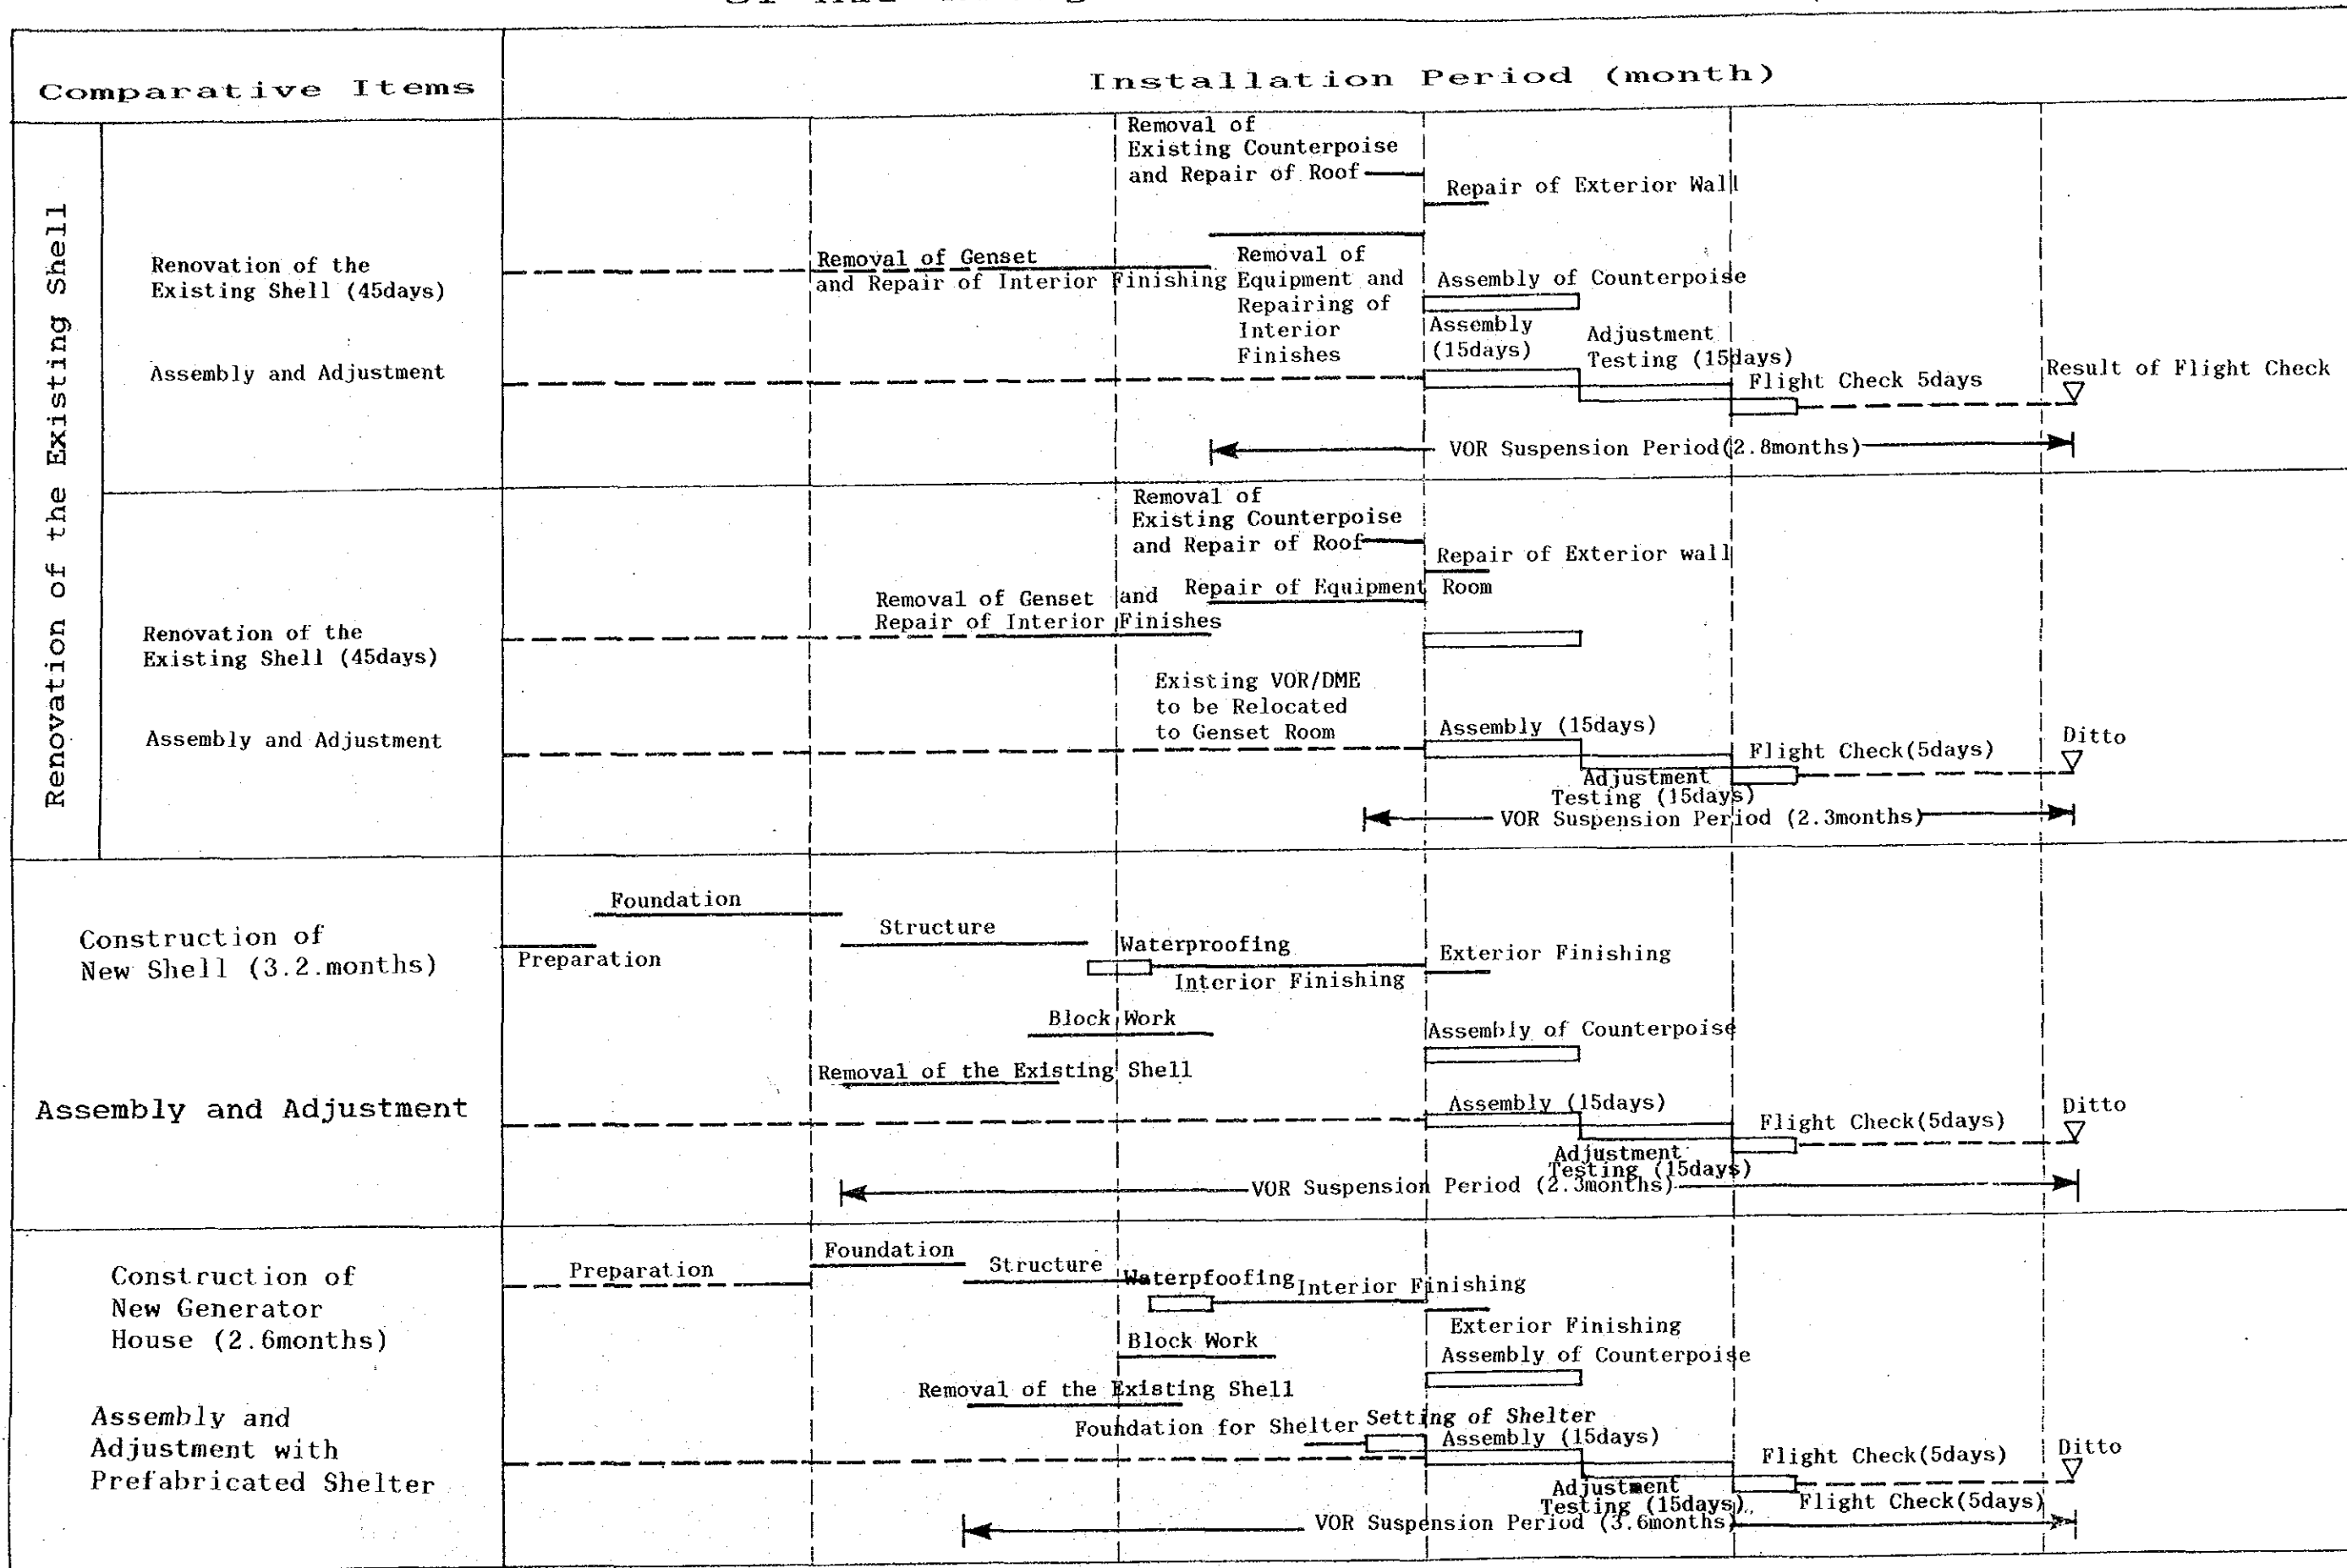 Comparative Items
Installation Period (month)
Renovation of the Existing Shell
Removal of
Existing Counterpoise
and Repair of Roof
Repair of Exterior Wall
Renovation of the
Existing Shell (45days)
Removal of Genset
and Repair of Interior Finishing
Removal of
Equipment and
Repairing of
Interior
Finishes
Assembly of Counterpoise
Assembly and Adjustment
Assembly
(15days)
Adjustment
Testing (15days)
Flight Check 5days
Result of Flight Check
VOR Suspension Period(2.8months)
Removal of
Existing Counterpoise
and Repair of Roof
Repair of Exterior wall
Repair of Equipment Room
Removal of Genset and
Repair of Interior Finishes
Renovation of the
Existing Shell (45days)
Existing VOR/DME
to be Relocated
to Genset Room
Assembly and Adjustment
Assembly (15days)
Flight Check(5days)
Ditto
Adjustment
Testing (15days)
VOR Suspension Period (2.3months)
Construction of
New Shell (3.2.months)
Foundation
Preparation
Structure
Waterproofing
Interior Finishing
Exterior Finishing
Block Work
Assembly of Counterpoise
Removal of the Existing Shell
Assembly and Adjustment
Assembly (15days)
Flight Check(5days)
Ditto
Adjustment
Testing (15days)
VOR Suspension Period (2.3months)
Construction of
New Generator
House (2.6months)
Preparation
Foundation
Structure
Waterpfoofing
Interior Finishing
Exterior Finishing
Block Work
Assembly of Counterpoise
Removal of the Existing Shell
Assembly and
Adjustment with
Prefabricated Shelter
Foundation for Shelter
Setting of Shelter
Assembly (15days)
Flight Check(5days)
Ditto
Adjustment
Testing (15days)
Flight Check(5days)
VOR Suspension Period (3.6months)